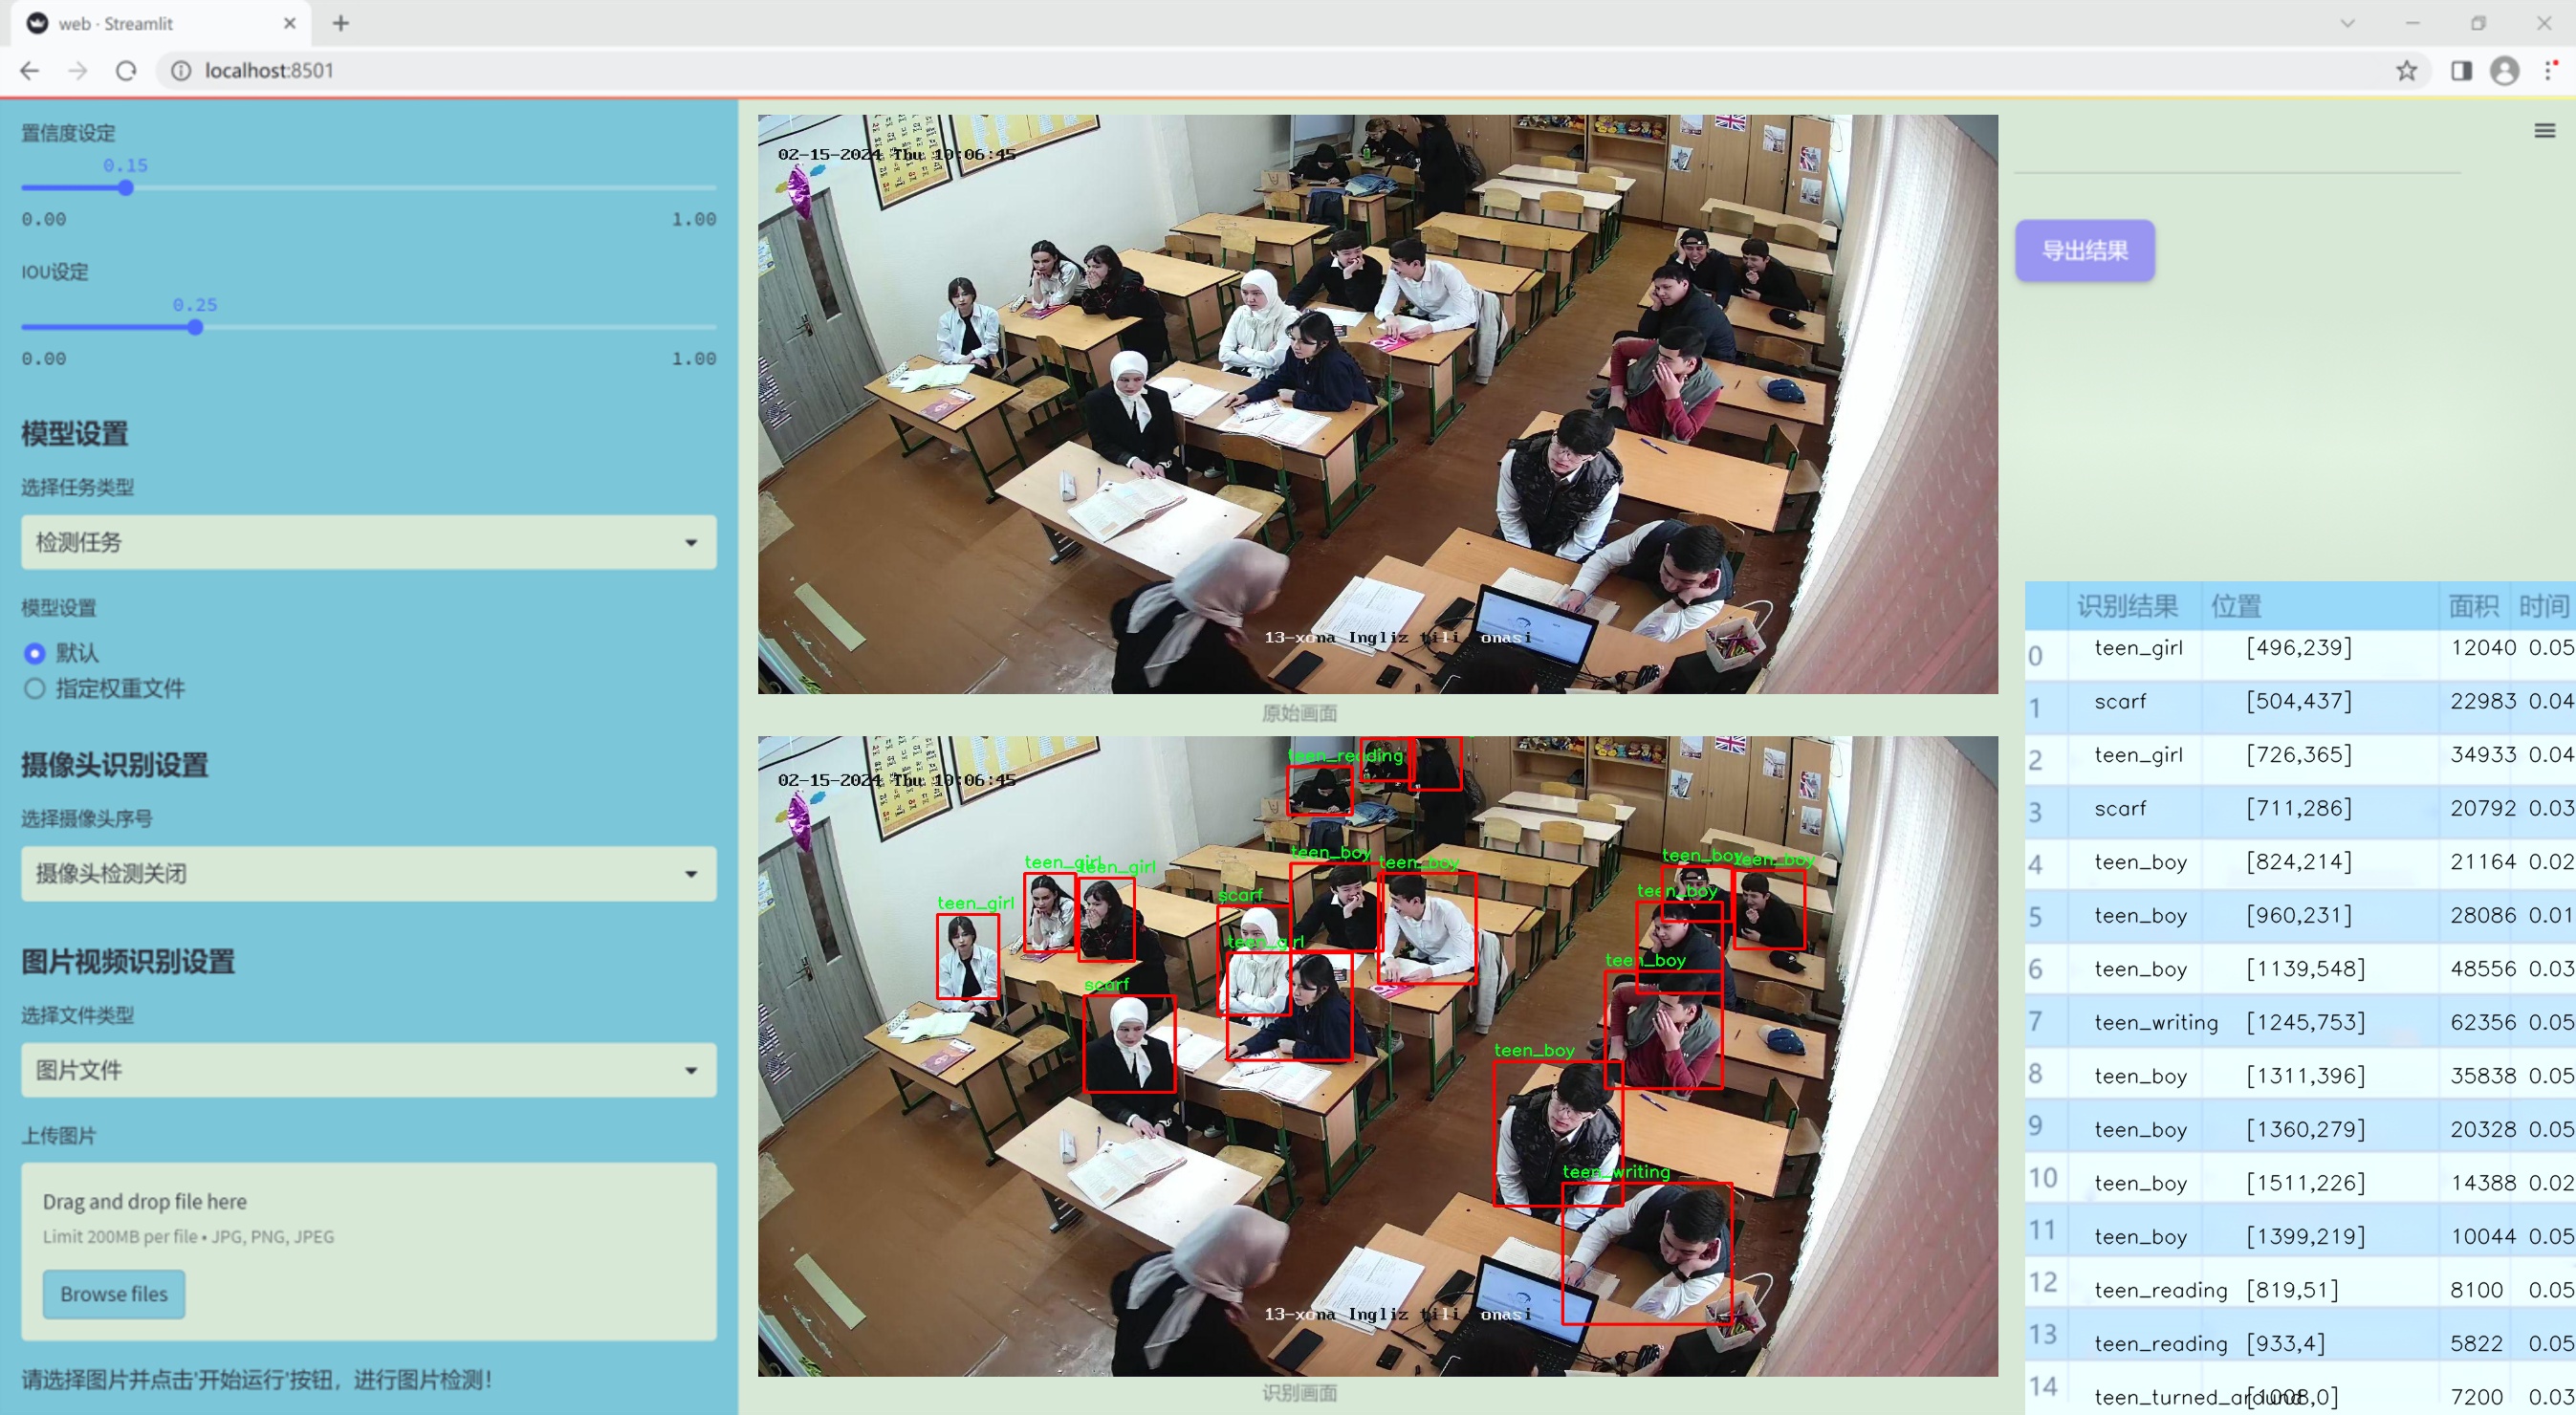 web · Streamlit
localhost:8501
置信度设定
0.15
0.00 1.00
IOU设定
0.25
0.00 1.00
模型设置
选择任务类型
检测任务
模型设置
默认
指定权重文件
摄像头识别设置
选择摄像头序号
摄像头检测关闭
图片视频识别设置
选择文件类型
图片文件
上传图片
Drag and drop file here
Limit 200MB per file • JPG, PNG, JPEG
Browse files
请选择图片并点击'开始运行'按钮，进行图片检测！
02-15-2024 Thu 10:06:45
13-xona Ingliz tili onasi
原始画面
teen_reading
02-15-2024 Thu 10:06:45
teen_girl
teen_girl
teen_girl
scarf
teen_boy
teen_boy
teen_boy
teen_boy
teen_boy
teen_girl
teen_boy
scarf
teen_boy
teen_writing
13-xona Ingliz tili onasi
识别画面
导出结果
识别结果 位置 面积 时间
0 teen_girl [496,239] 12040 0.05
1 scarf [504,437] 22983 0.04
2 teen_girl [726,365] 34933 0.04
3 scarf [711,286] 20792 0.03
4 teen_boy [824,214] 21164 0.02
5 teen_boy [960,231] 28086 0.01
6 teen_boy [1139,548] 48556 0.03
7 teen_writing [1245,753] 62356 0.05
8 teen_boy [1311,396] 35838 0.05
9 teen_boy [1360,279] 20328 0.05
10 teen_boy [1511,226] 14388 0.02
11 teen_boy [1399,219] 10044 0.05
12 teen_reading [819,51] 8100 0.05
13 teen_reading [933,4] 5822 0.05
14 teen_turned_around [1008,0] 7200 0.03